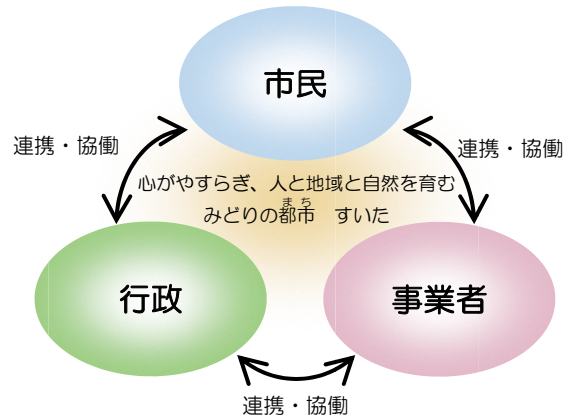 市民
連携・協働
連携・協働
心がやすらぎ、人と地域と自然を育む
まち
みどりの都市 すいた
行政
事業者
連携・協働